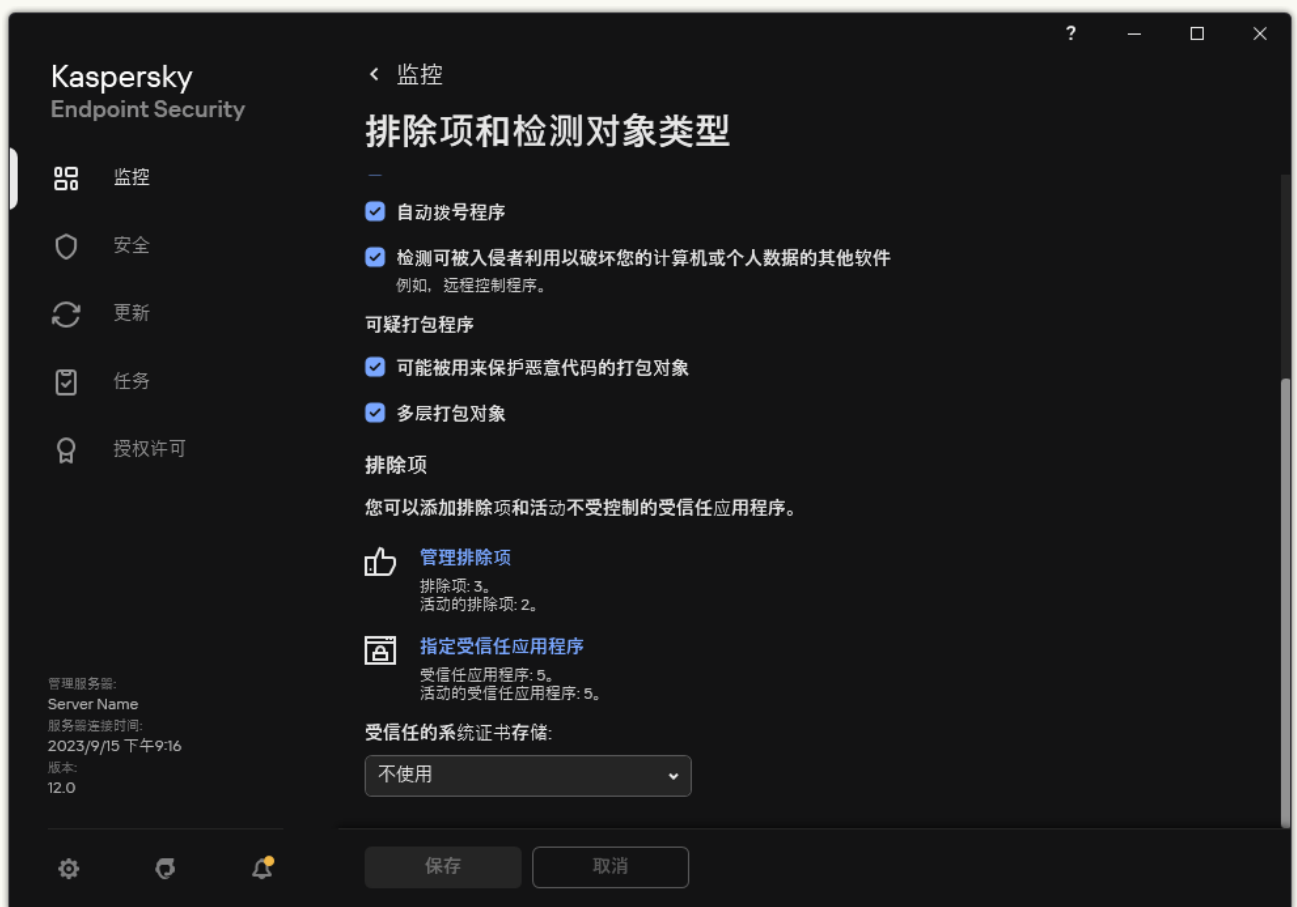 ?
Kaspersky
Endpoint Security
监控
安全
更新
任务
授权许可
管理服务器:
Server Name
服务器连接时间:
2023/9/15 下午9:16
版本:
12.0
监控
排除项和检测对象类型
自动拨号程序
检测可被入侵者利用以破坏您的计算机或个人数据的其他软件
例如，远程控制程序。
可疑打包程序
可能被用来保护恶意代码的打包对象
多层打包对象
排除项
您可以添加排除项和活动不受控制的受信任应用程序。
管理排除项
排除项: 3。
活动的排除项: 2。
指定受信任应用程序
受信任应用程序: 5。
活动的受信任应用程序: 5。
受信任的系统证书存储:
不使用
保存
取消